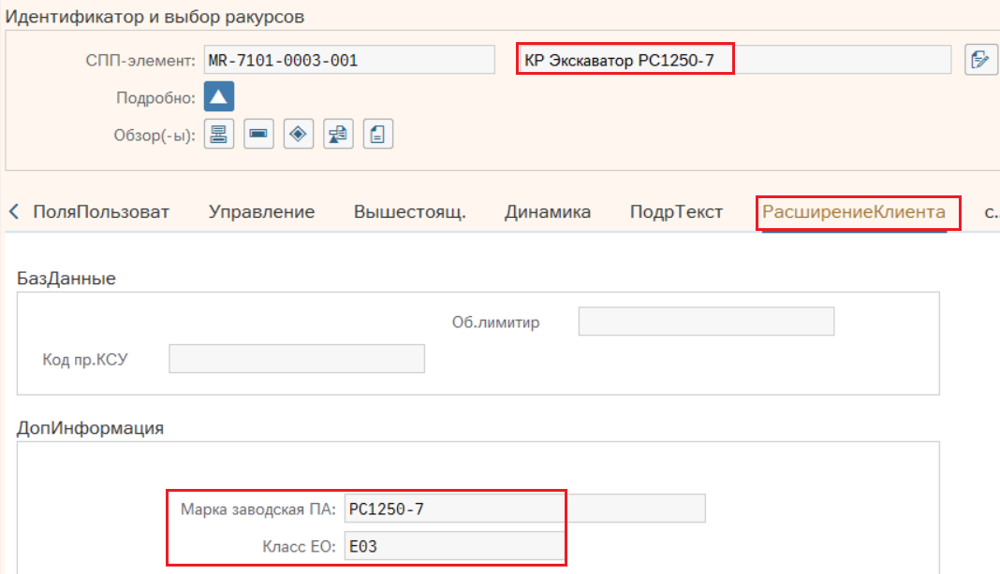 Идентификатор и выбор ракурсов
СПП-элемент: MR-7101-0003-001 КР Экскаватор PC1250-7
Подробно:
Обзор(-ы):
ПоляПользоват Управление Вышестоящ. Динамика ПодрТекст РасширениеКлиента с..
БазДанные
Об.лимитир
Код пр.КСУ
ДопИнформация
Марка заводская ПА: PC1250-7
Класс ЕО: E03